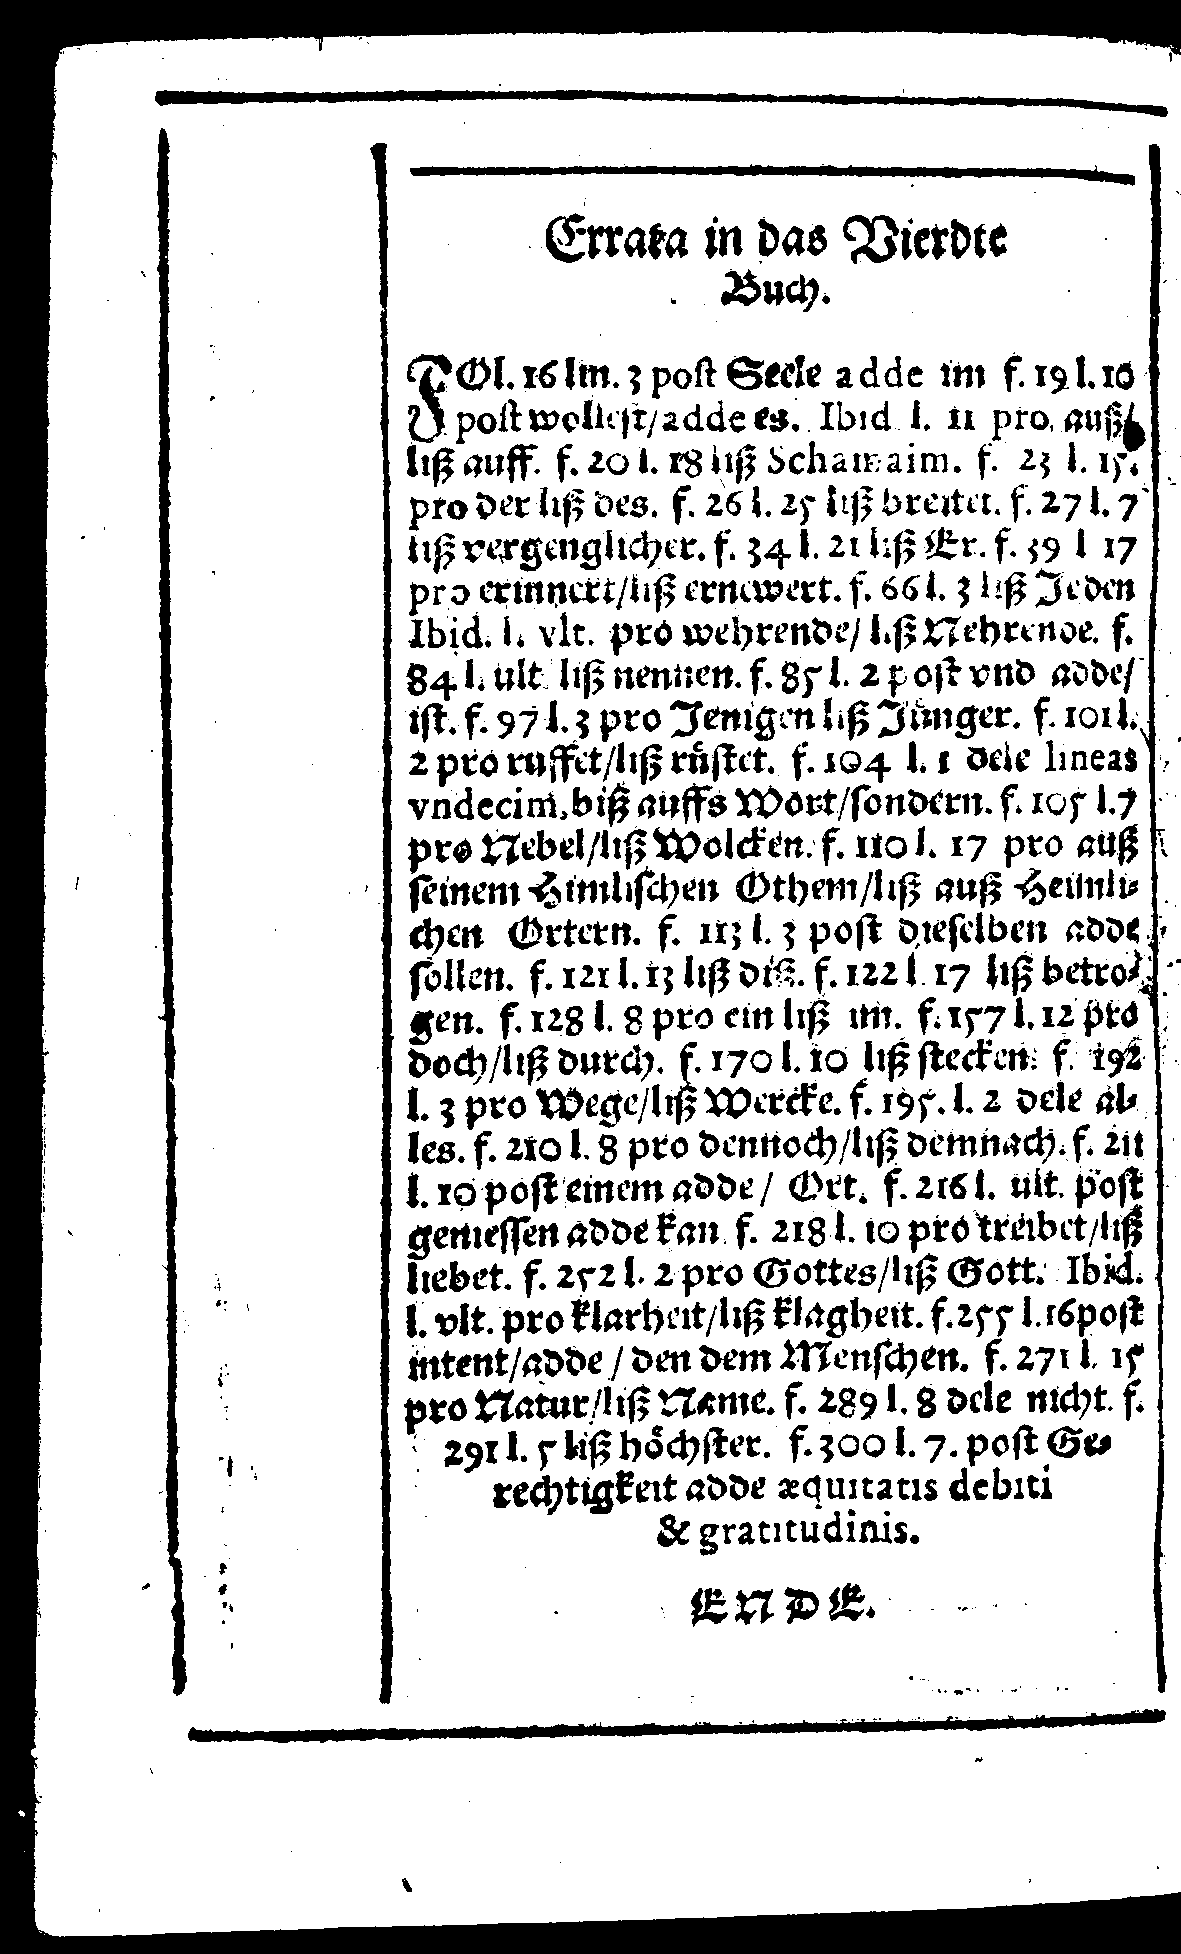 Errata in das Vierdte
Buch.
FOl. 16 lin. 3 post Seele adde im f. 19 l. 10
post wollest/adde es. Ibid l. 11 pro auß/
liß auff. f. 20 l. 18 liß Schamaim. f. 23 l. 15.
pro der liß des. f. 26 l. 25 liß breitet. f. 27 l. 7
liß vergenglicher. f. 34 l. 21 liß Er. f. 39 l 17
pro erinnert/liß ernewert. f. 66 l. 3 liß Jeden
Ibid. l. vlt. pro wehrende/ liß Nehrende. f.
84 l. ult liß nennen. f. 85 l. 2 post vnd adde/
ist. f. 97 l. 3 pro Jenigen liß Jünger. f. 101 l.
2 pro ruffet/liß rüstet. f. 104 l. 1 dele lineas
vndecim, biß auffs Wort/sondern. f. 105 l. 7
pro Nebel/liß Wolcken. f. 110 l. 17 pro auß
seinem Himlischen Othem/liß auß Heimli-
chen Ortern. f. 113 l. 3 post dieselben adde
sollen. f. 121 l. 13 liß diß. f. 122 l 17 liß betro-
gen. f. 128 l. 8 pro ein liß im. f. 157 l. 12 pro
doch/liß durch. f. 170 l. 10 liß stecken: f. 192
l. 3 pro Wege/liß Wercke. f. 195. l. 2 dele al-
les. f. 210 l. 8 pro dennoch/liß demnach. f. 211
l. 10 post einem adde/ Ort. f. 216 l. ult. post
geniessen adde kan f. 218 l. 10 pro treibet/liß
liebet. f. 252 l. 2 pro Gottes/liß Gott. Ibid.
l. vlt. pro klarheit/liß klagheit. f. 255 l. 16 post
intent/adde / den dem Menschen. f. 271 l. 15
pro Natur/liß Name. f. 289 l. 8 dele nicht. f.
291 l. 5 liß höchster. f. 300 l. 7. post Ge-
rechtigkeit adde æquitatis debiti
& gratitudinis.
ENDE.